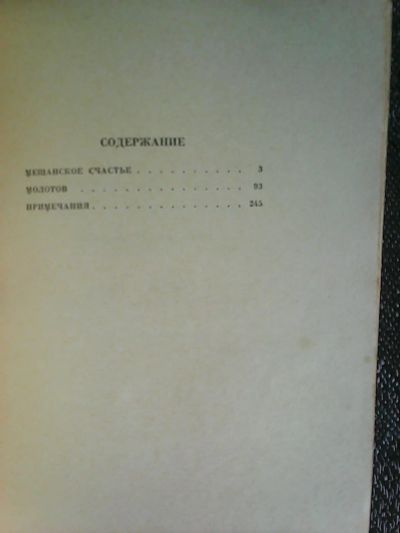 СОДЕРЖАНИЕ
МЕЩАНСКОЕ СЧАСТЬЕ . . . . . . . . . . 3
МОЛОТОВ . . . . . . . . . . . . . . . 93
ПРИМЕЧАНИЯ . . . . . . . . . . . . . . 245